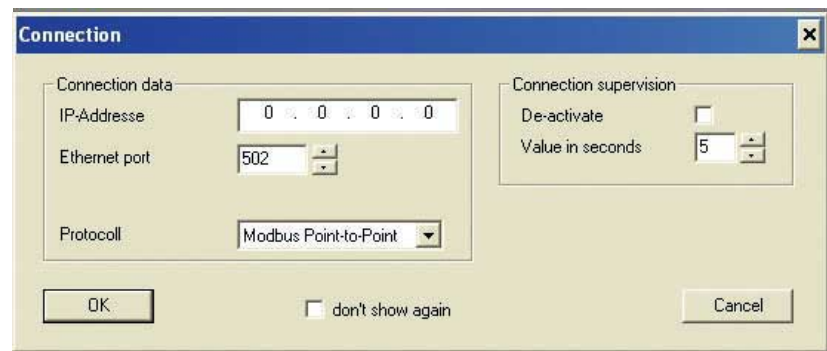 Connection
Connection data
IP-Addresse 0 . 0 . 0 . 0
Ethernet port 502
Protocoll Modbus Point-to-Point
Connection supervision
De-activate
Value in seconds 5
OK
don't show again
Cancel